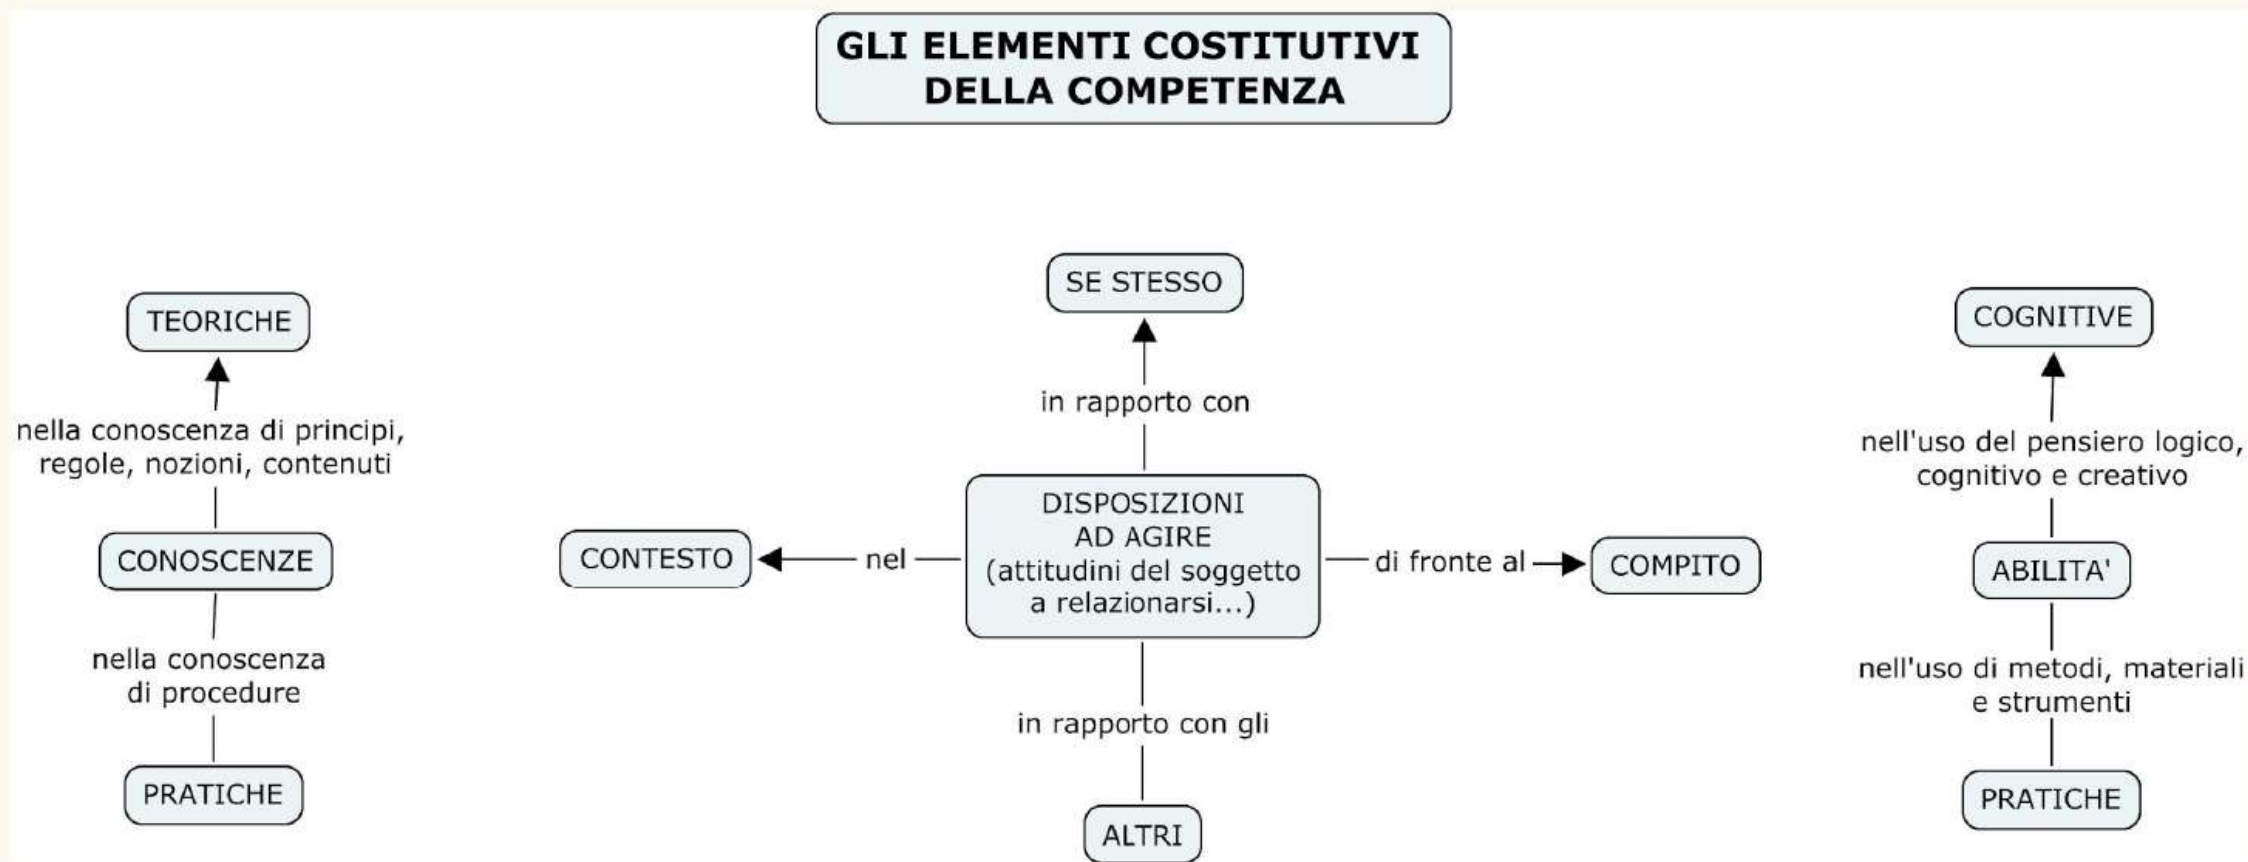 GLI ELEMENTI COSTITUTIVI
DELLA COMPETENZA
TEORICHE
nella conoscenza di principi,
regole, nozioni, contenuti
CONOSCENZE
nella conoscenza
di procedure
PRATICHE
SE STESSO
in rapporto con
DISPOSIZIONI
AD AGIRE
(attitudini del soggetto
a relazionarsi...)
nel
CONTESTO
di fronte al
COMPITO
in rapporto con gli
ALTRI
COGNITIVE
nell'uso del pensiero logico,
cognitivo e creativo
ABILITA'
nell'uso di metodi, materiali
e strumenti
PRATICHE